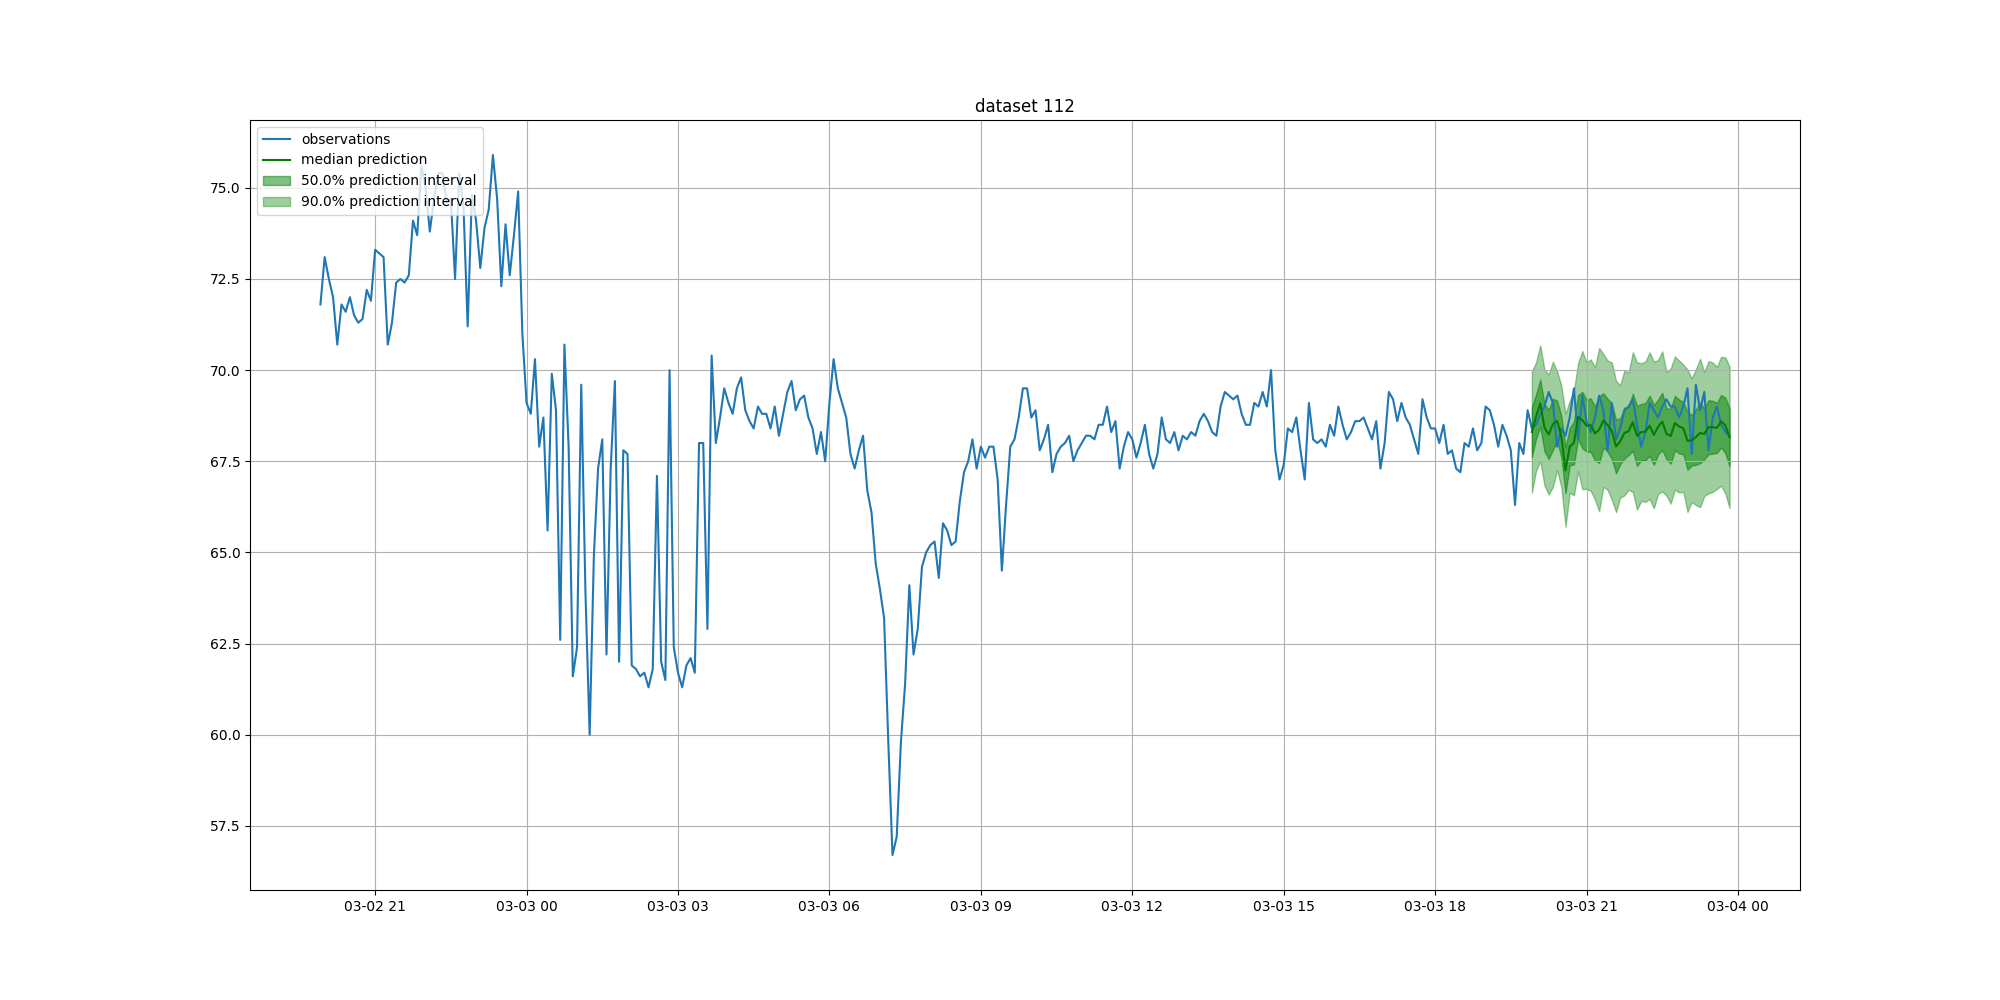 dataset 112
observations
median prediction
50.0% prediction interval
90.0% prediction interval
75.0
72.5
70.0
67.5
65.0
62.5
60.0
57.5
03-02 21 03-03 00 03-03 03 03-03 06 03-03 09 03-03 12 03-03 15 03-03 18 03-03 21 03-04 00